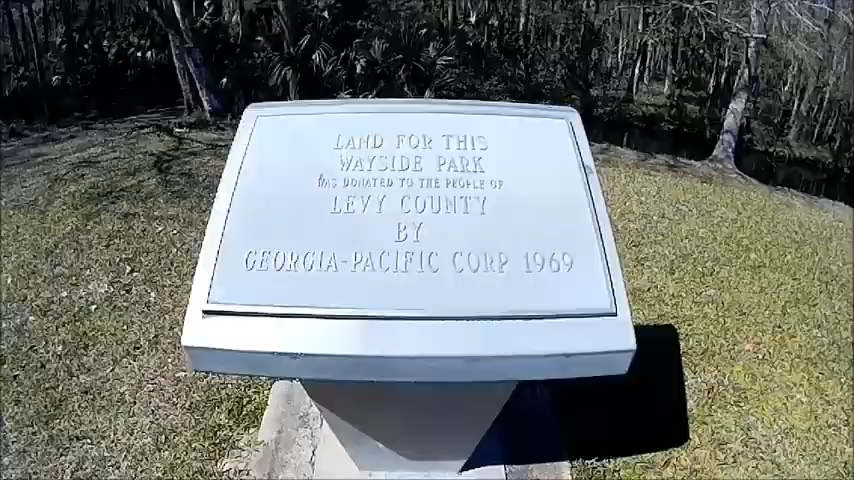 LAND FOR THIS
WAYSIDE PARK
WAS DONATED TO THE PEOPLE OF
LEVY COUNTY
BY
GEORGIA-PACIFIC CORP 1969